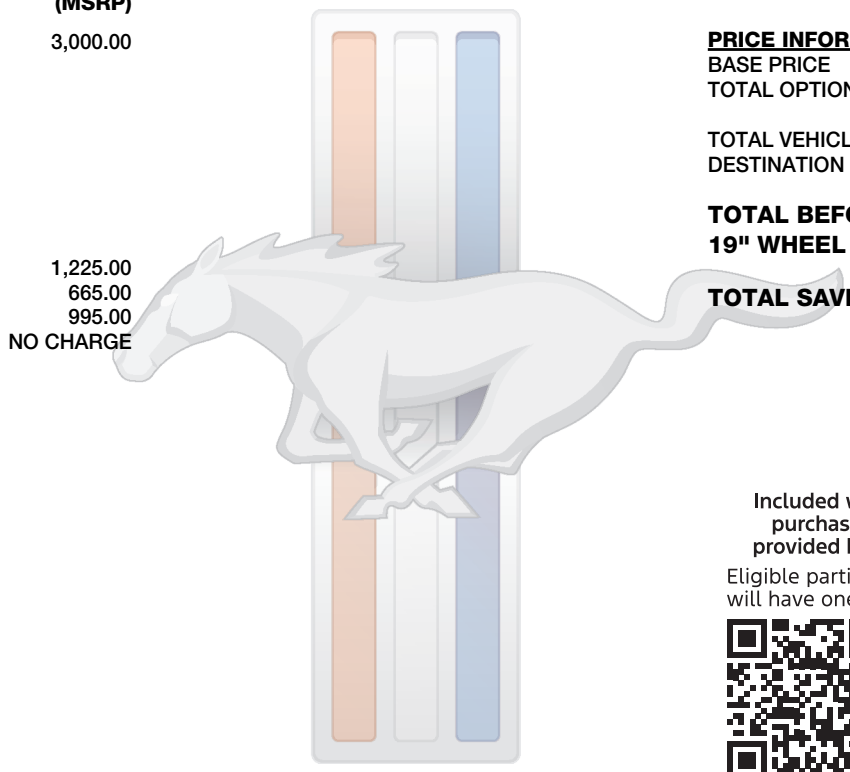 (MSRP)
3,000.00
1,225.00
665.00
995.00
NO CHARGE
PRICE INFOR
BASE PRICE
TOTAL OPTION
TOTAL VEHICL
DESTINATION
TOTAL BEFO
19" WHEEL
TOTAL SAVI
Included
purchas
provided
Eligible parti
will have one